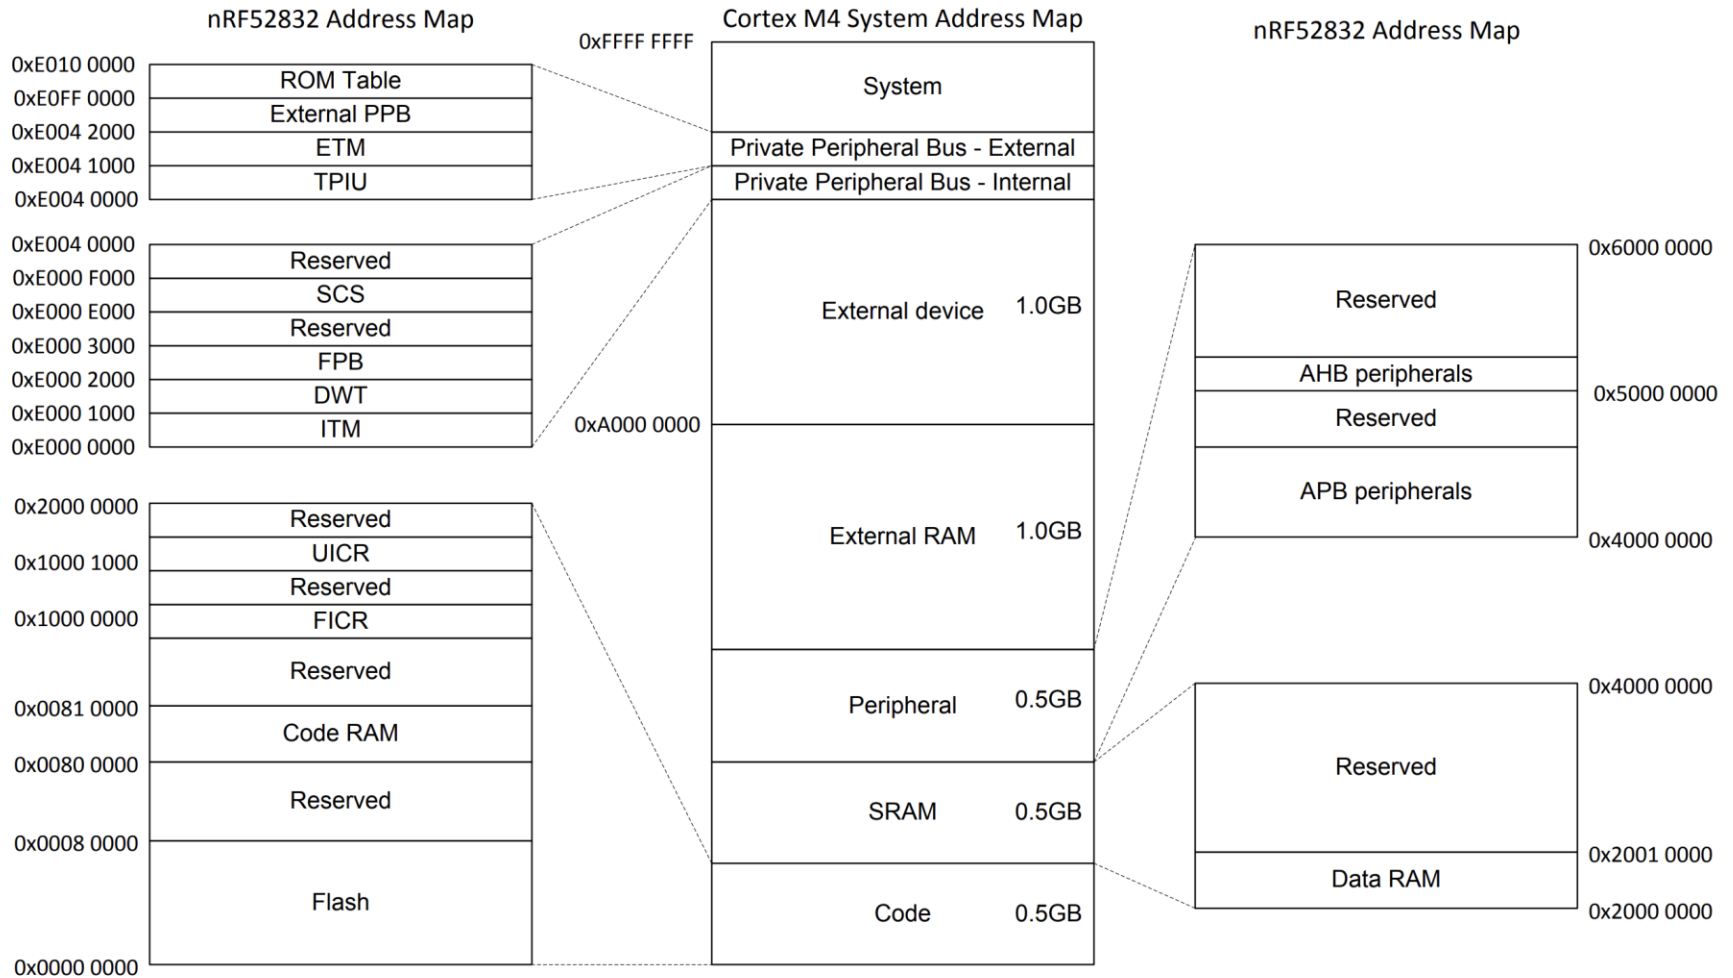 nRF52832 Address Map
0xE010 0000
ROM Table
0xE0FF 0000
External PPB
0xE004 2000
ETM
0xE004 1000
TPIU
0xE004 0000
0xE004 0000
Reserved
0xE000 F000
SCS
0xE000 E000
Reserved
0xE000 3000
FPB
0xE000 2000
DWT
0xE000 1000
ITM
0xE000 0000
0x2000 0000
Reserved
UICR
0x1000 1000
Reserved
0x1000 0000
FICR
Reserved
0x0081 0000
Code RAM
0x0080 0000
Reserved
0x0008 0000
Flash
0x0000 0000
Cortex M4 System Address Map
0xFFFF FFFF
System
Private Peripheral Bus - External
Private Peripheral Bus - Internal
External device 1.0GB
0xA000 0000
External RAM 1.0GB
Peripheral 0.5GB
SRAM 0.5GB
Code 0.5GB
nRF52832 Address Map
0x6000 0000
Reserved
AHB peripherals
0x5000 0000
Reserved
APB peripherals
0x4000 0000
0x4000 0000
Reserved
0x2001 0000
Data RAM
0x2000 0000